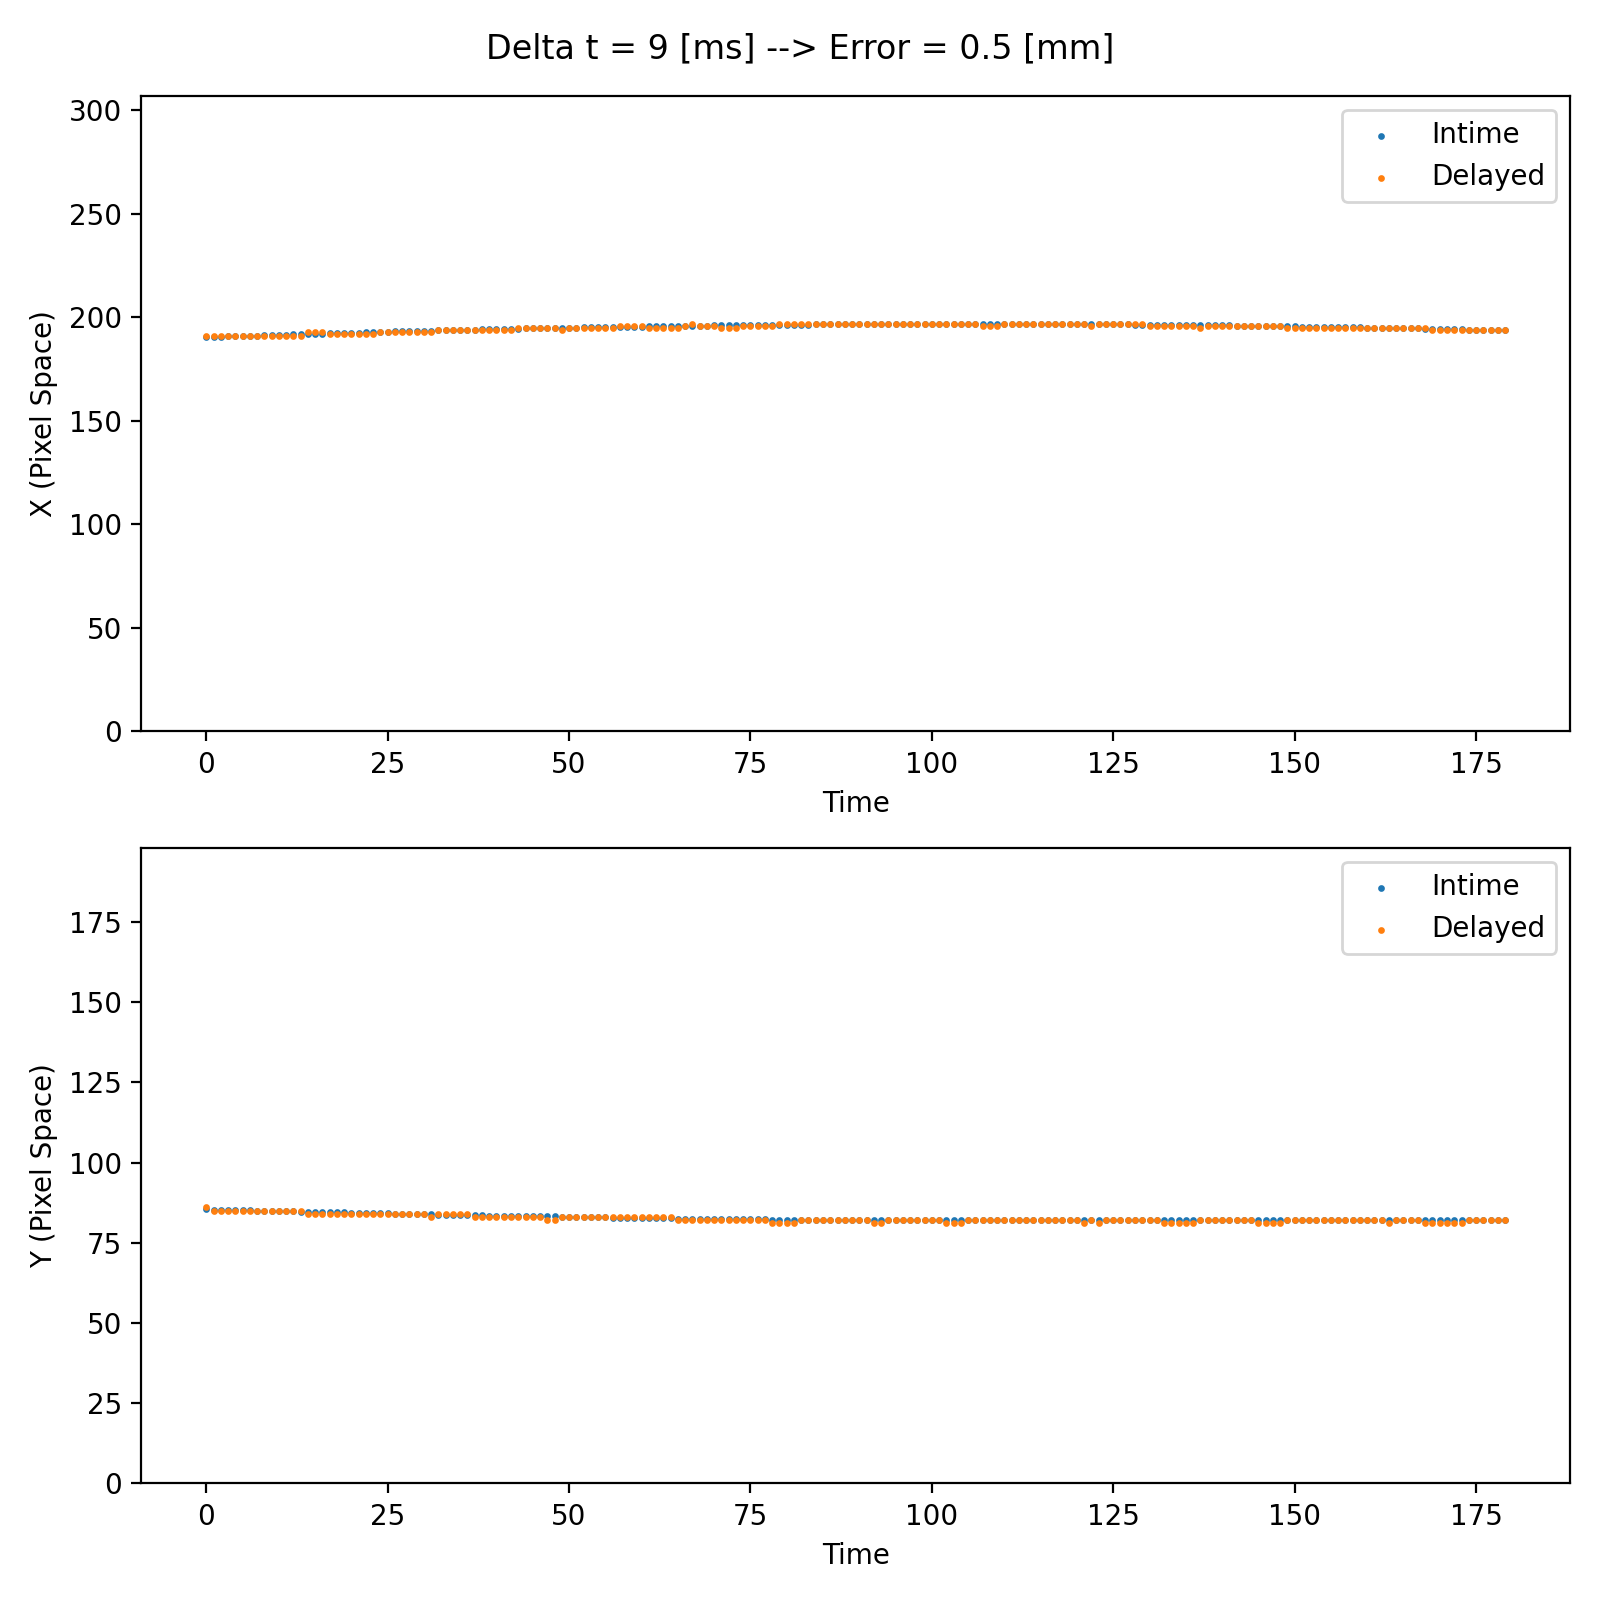 Delta t = 9 [ms] --> Error = 0.5 [mm]
300
250
200
150
100
50
0
X (Pixel Space)
Intime
Delayed
0 25 50 75 100 125 150 175
Time
175
150
125
100
75
50
25
0
Y (Pixel Space)
Intime
Delayed
0 25 50 75 100 125 150 175
Time